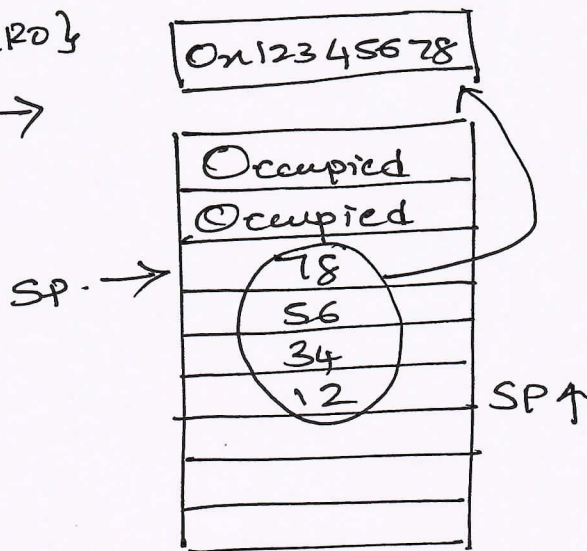 R0}
0x12345678
Occupied
Occupied
SP. →
78
56
34
12
SP↑